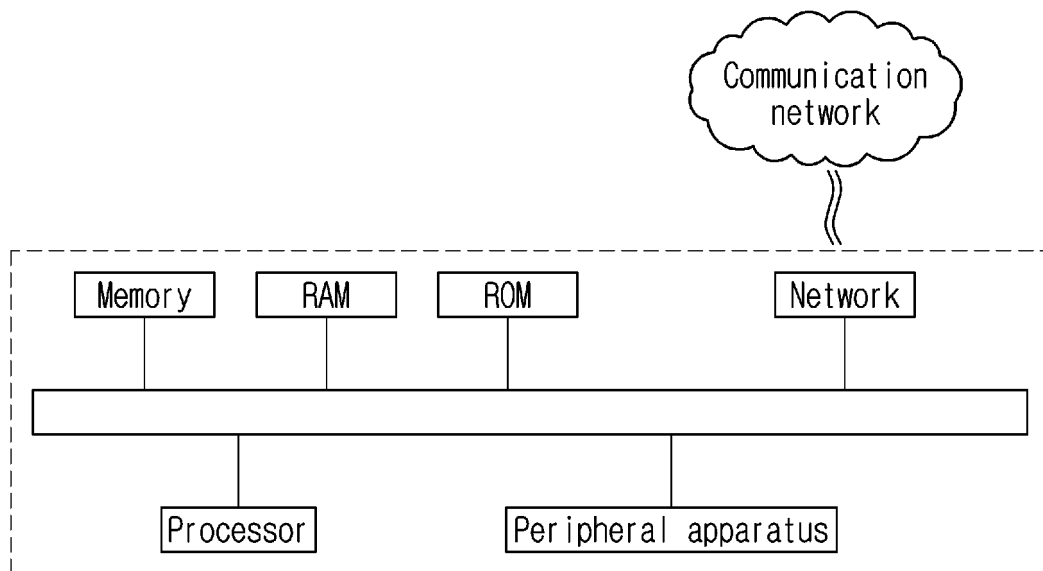 Communication
network
Memory RAM ROM Network
Processor Peripheral apparatus